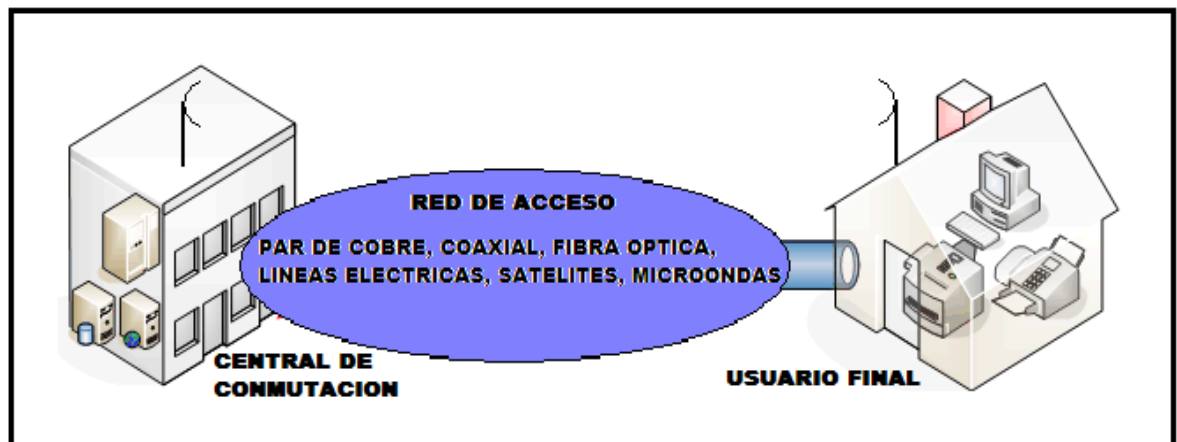 RED DE ACCESO
PAR DE COBRE, COAXIAL, FIBRA OPTICA,
LINEAS ELECTRICAS, SATELITES, MICROONDAS
CENTRAL DE
CONMUTACION
USUARIO FINAL